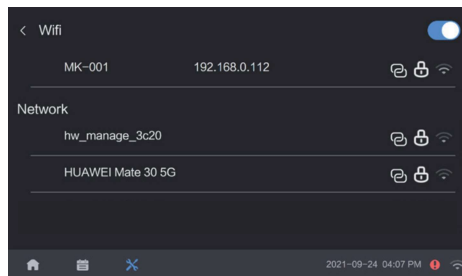 < Wifi
MK-001 192.168.0.112
Network
hw_manage_3c20
HUAWEI Mate 30 5G
2021-09-24 04:07 PM